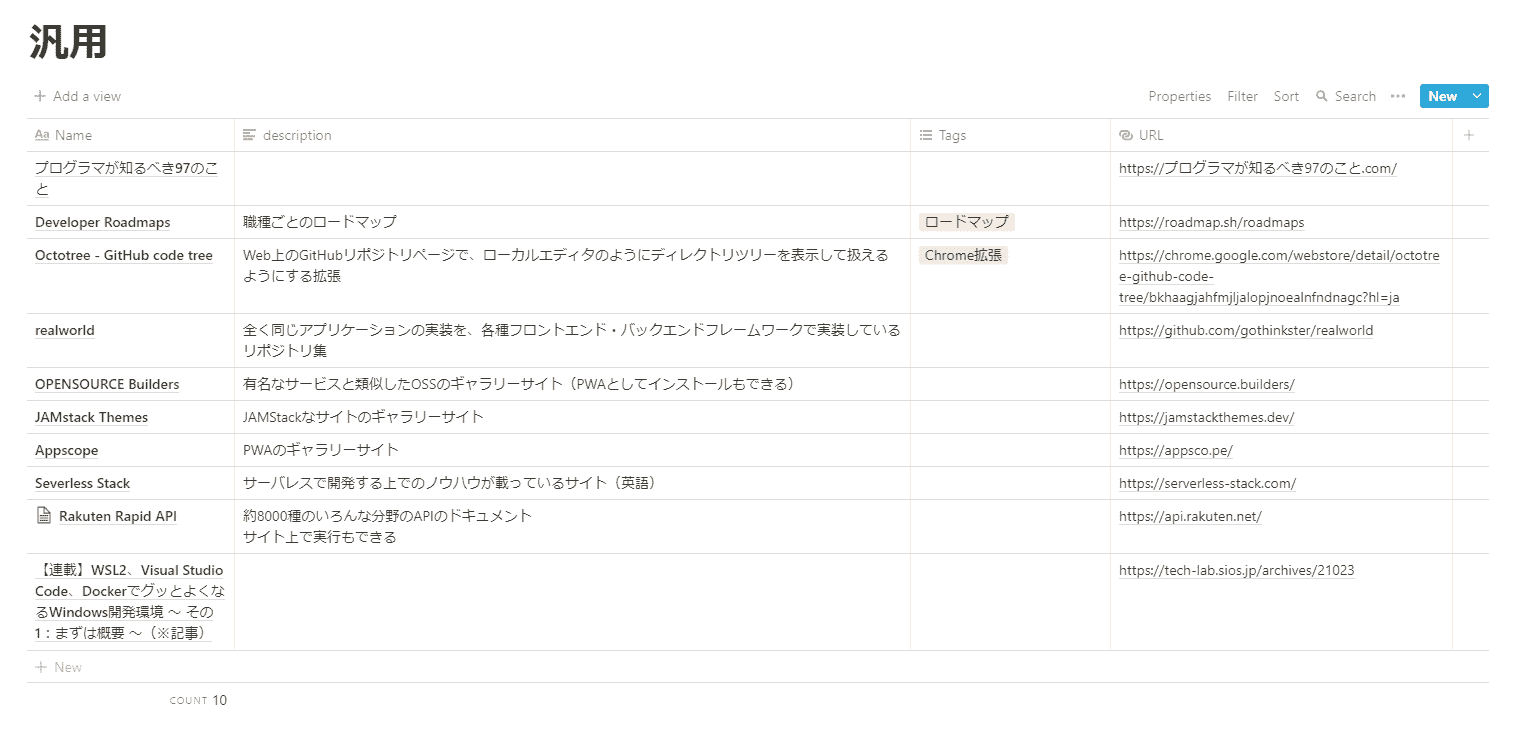 汎用
Add a view
Properties Filter Sort Search ••• New
Aa Name description Tags URL
プログラマが知るべき97のこ
と
https://プログラマが知るべき97のこと.com/
Developer Roadmaps 職種ごとのロードマップ ロードマップ https://roadmap.sh/roadmaps
Octotree - GitHub code tree
Web上のGitHubリポジトリページで、ローカルエディタのようにディレクトリツリーを表示して扱える
ようにする拡張
Chrome拡張
https://chrome.google.com/webstore/detail/octotre
e-github-code-
tree/bkhaagjahfmjljalopjnoealnfndnagc?hl=ja
realworld
全く同じアプリケーションの実装を、各種フロントエンド・バックエンドフレームワークで実装している
リポジトリ集
https://github.com/gothinkster/realworld
OPENSOURCE Builders 有名なサービスと類似したOSSのギャラリーサイト（PWAとしてインストールもできる） https://opensource.builders/
JAMstack Themes JAMStackなサイトのギャラリーサイト https://jamstackthemes.dev/
Appscope PWAのギャラリーサイト https://appsco.pe/
Severless Stack サーバレスで開発する上でのノウハウが載っているサイト（英語） https://serverless-stack.com/
Rakuten Rapid API
約8000種のいろんな分野のAPIのドキュメント
サイト上で実行もできる
https://api.rakuten.net/
【連載】WSL2、Visual Studio
Code、Dockerでグッとよくな
るWindows開発環境 〜 その
1：まずは概要 〜（※記事）
https://tech-lab.sios.jp/archives/21023
New
COUNT 10